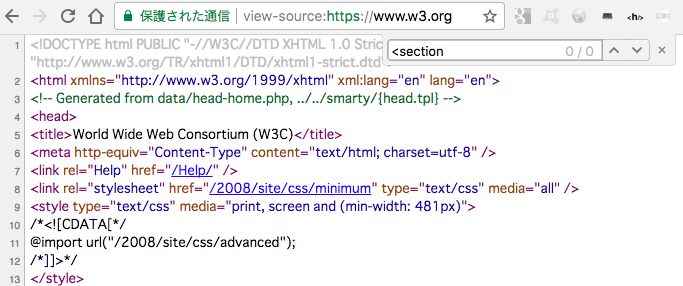 保護された通信 | view-source:https://www.w3.org
<section 0 / 0
1 <!DOCTYPE html PUBLIC "-//W3C//DTD XHTML 1.0 Stric
"http://www.w3.org/TR/xhtml1/DTD/xhtml1-strict.dtd
2 <html xmlns="http://www.w3.org/1999/xhtml" xml:lang="en" lang="en">
3 <!-- Generated from data/head-home.php, ../../smarty/{head.tpl} -->
4 <head>
5 <title>World Wide Web Consortium (W3C)</title>
6 <meta http-equiv="Content-Type" content="text/html; charset=utf-8" />
7 <link rel="Help" href="/Help/" />
8 <link rel="stylesheet" href="/2008/site/css/minimum" type="text/css" media="all" />
9 <style type="text/css" media="print, screen and (min-width: 481px)">
10 /*<![CDATA[*/
11 @import url("/2008/site/css/advanced");
12 /*]]>*/
13 </style>